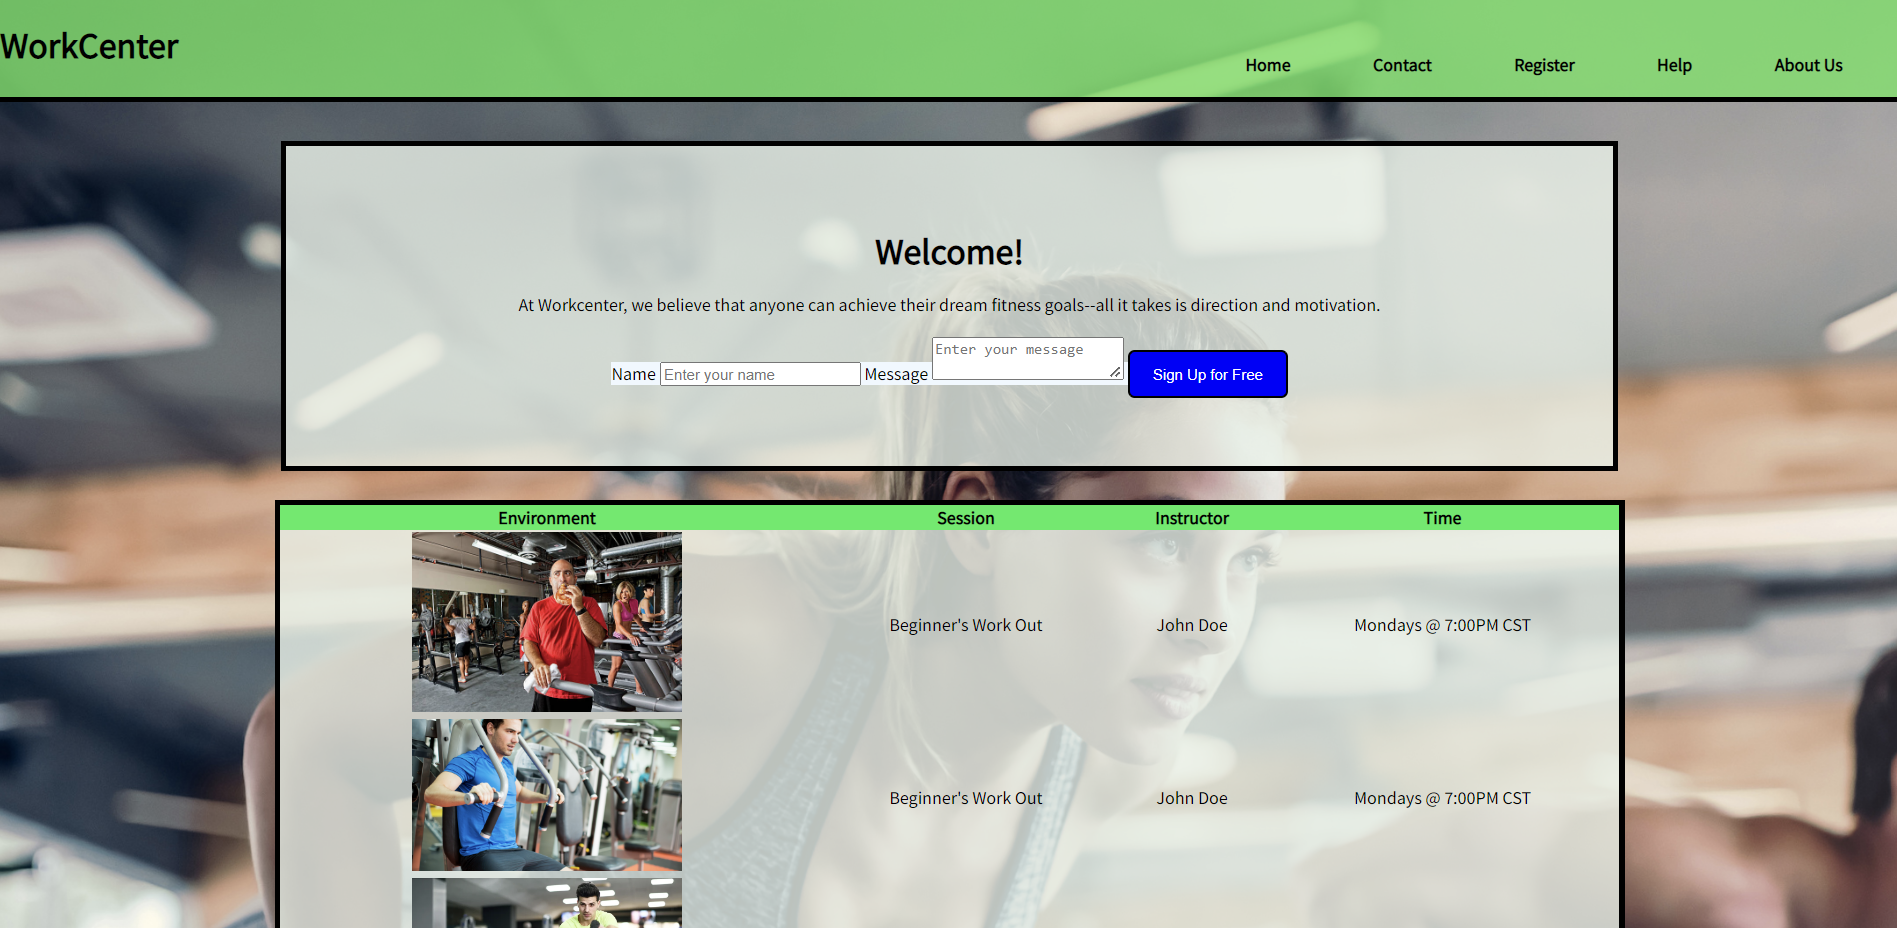 WorkCenter
Home Contact Register Help About Us
Welcome!
At Workcenter, we believe that anyone can achieve their dream fitness goals--all it takes is direction and motivation.
Name Enter your name Message Enter your message Sign Up for Free
Environment Session Instructor Time
Beginner's Work Out John Doe Mondays @ 7:00PM CST
Beginner's Work Out John Doe Mondays @ 7:00PM CST